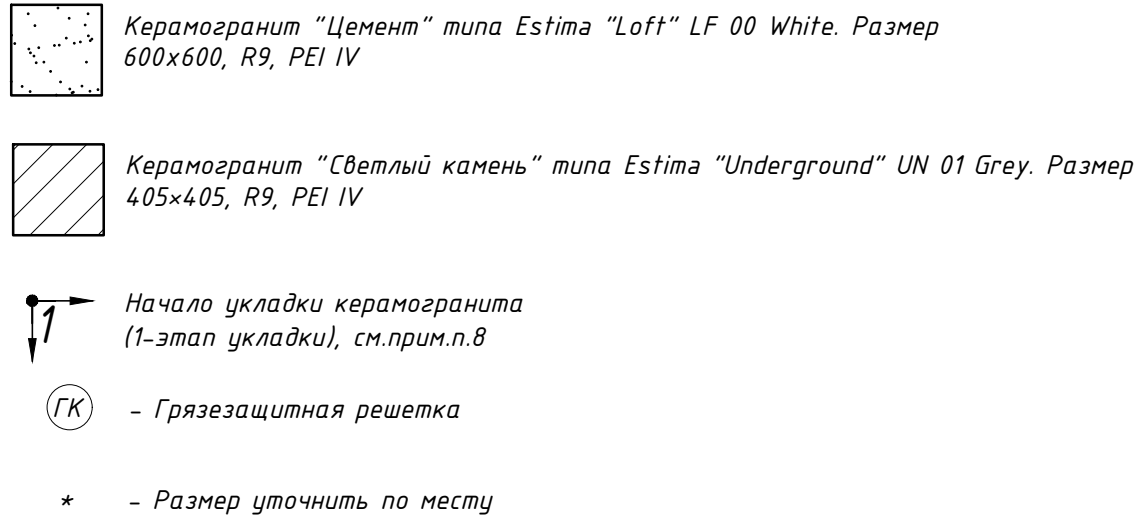 Керамогранит "Цемент" типа Estima "Loft" LF 00 White. Размер
600х600, R9, PEI IV
Керамогранит "Светлый камень" типа Estima "Underground" UN 01 Grey. Размер
405×405, R9, PEI IV
1
Начало укладки керамогранита
(1-этап укладки), см.прим.п.8
ГК - Грязезащитная решетка
* - Размер уточнить по месту